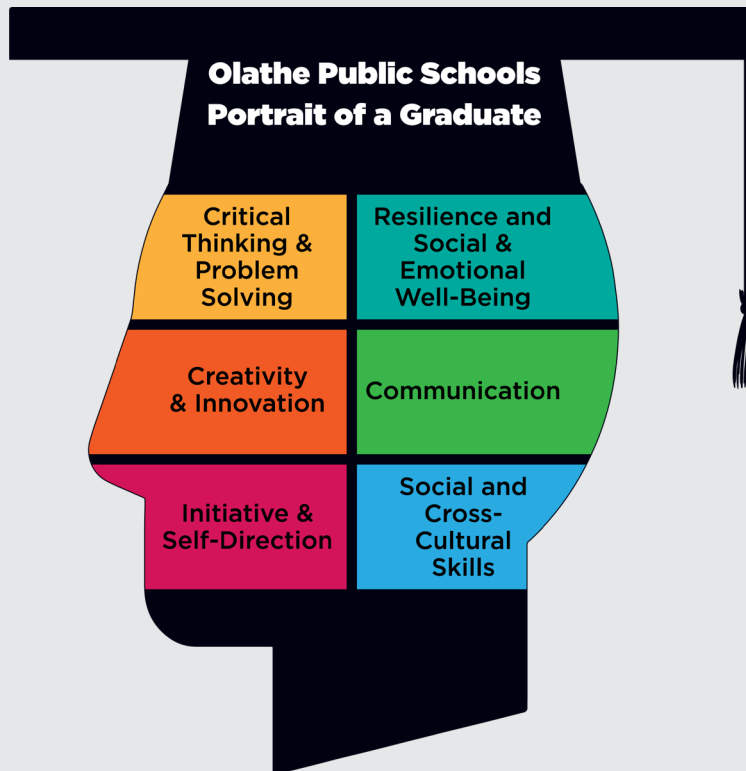 Olathe Public Schools
Portrait of a Graduate
Critical
Thinking &
Problem
Solving
Resilience and
Social &
Emotional
Well-Being
Creativity
& Innovation
Communication
Initiative &
Self-Direction
Social and
Cross-
Cultural
Skills